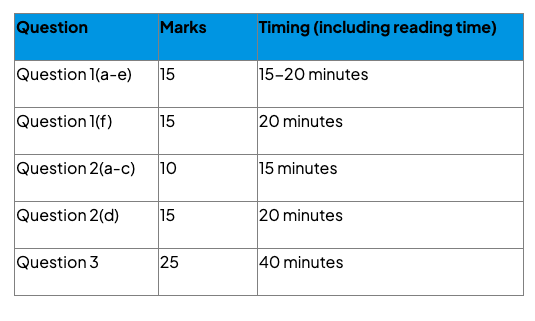 Question Marks Timing (including reading time)
Question 1(a-e) 15 15–20 minutes
Question 1(f) 15 20 minutes
Question 2(a-c) 10 15 minutes
Question 2(d) 15 20 minutes
Question 3 25 40 minutes